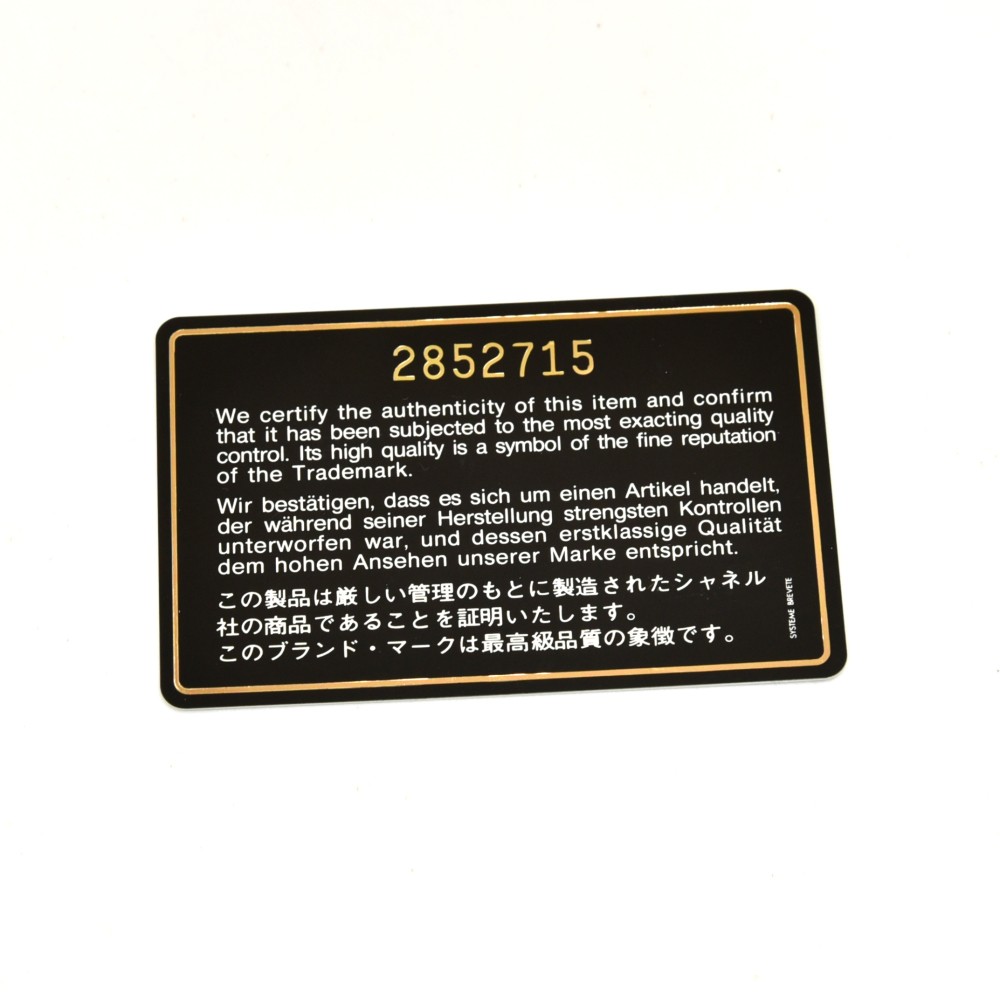 2852715
We certify the authenticity of this item and confirm
that it has been subjected to the most exacting quality
control. Its high quality is a symbol of the fine reputation
of the Trademark.
Wir bestätigen, dass es sich um einen Artikel handelt,
der während seiner Herstellung strengsten Kontrollen
unterworfen war, und dessen erstklassige Qualität
dem hohen Ansehen unserer Marke entspricht.
この製品は厳しい管理のもとに製造されたシャネル
社の商品であることを証明いたします。
このブランド・マークは最高級品質の象徴です。
SYSTEME BREVETE